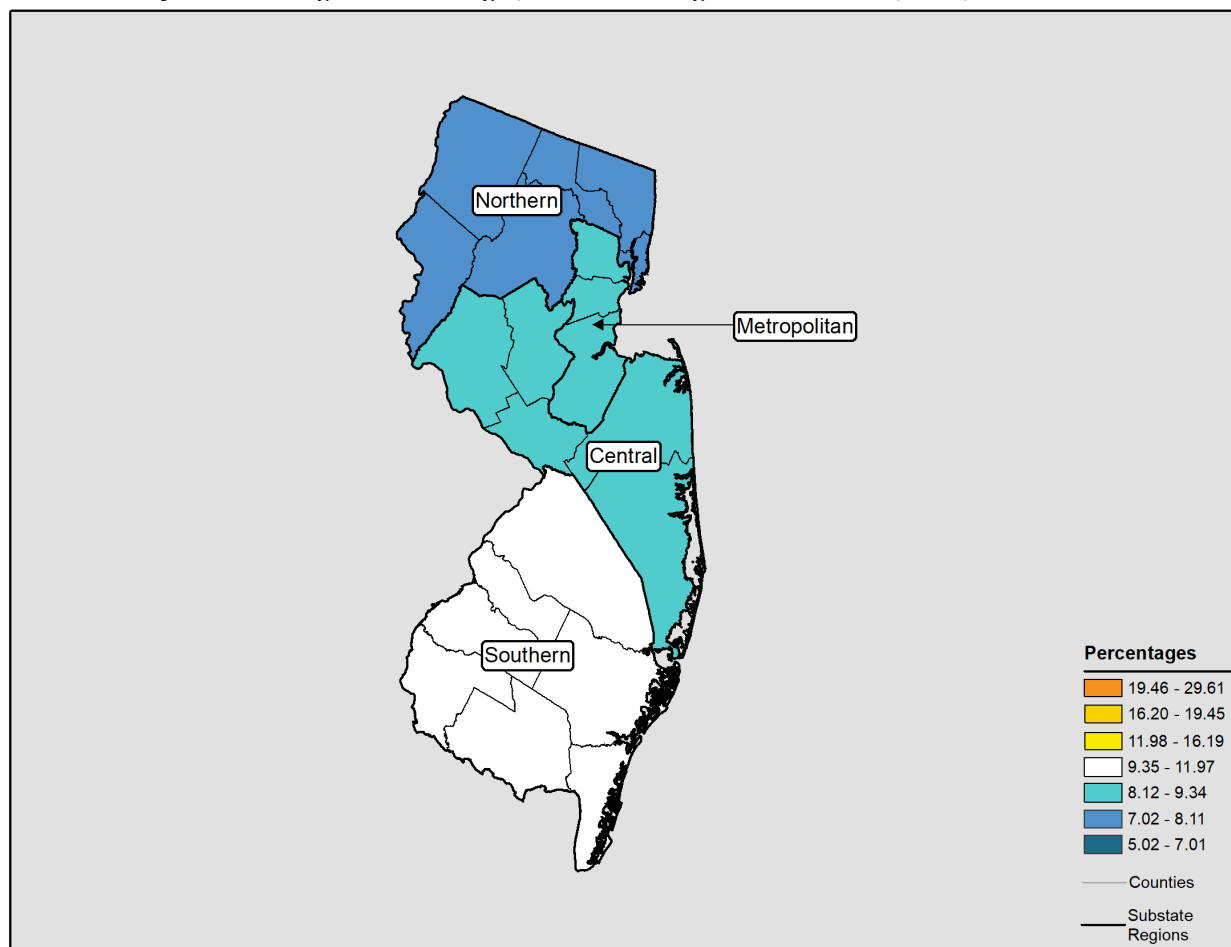 Northern
Metropolitan
Central
Southern
Percentages
19.46 - 29.61
16.20 - 19.45
11.98 - 16.19
9.35 - 11.97
8.12 - 9.34
7.02 - 8.11
5.02 - 7.01
Counties
Substate
Regions